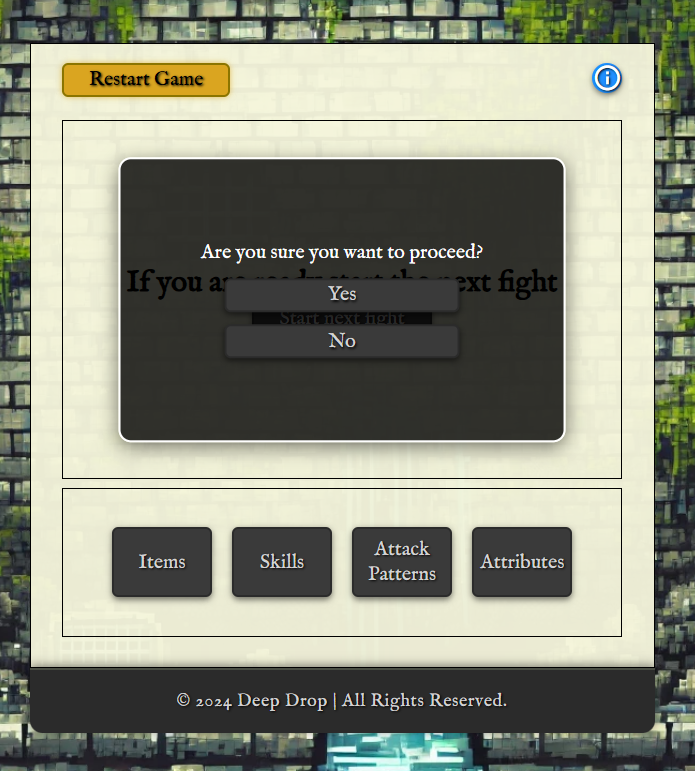 Restart Game
Are you sure you want to proceed?
If you are ready start the next fight
Yes
Start next fight
No
Items
Skills
Attack
Patterns
Attributes
© 2024 Deep Drop | All Rights Reserved.